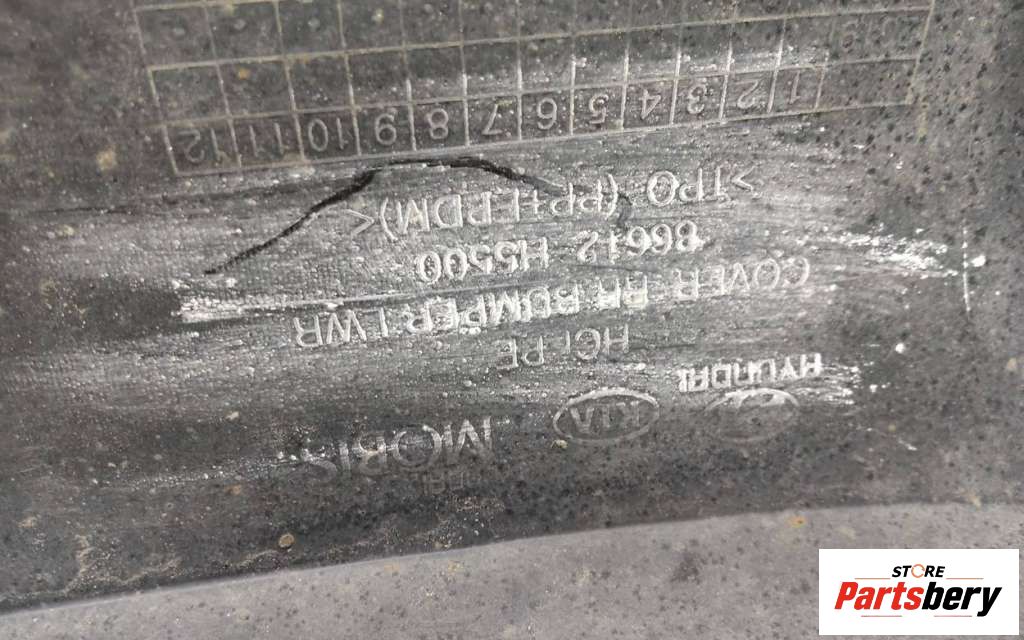 HYUNDAI KIA MOBIS
HCr PE
COVER-RR BUMPER LWR
86612 H5500
>TPO (PP+EPDM)<
1 2 3 4 5 6 7 8 9 10 11 12
STORE
Partsbery